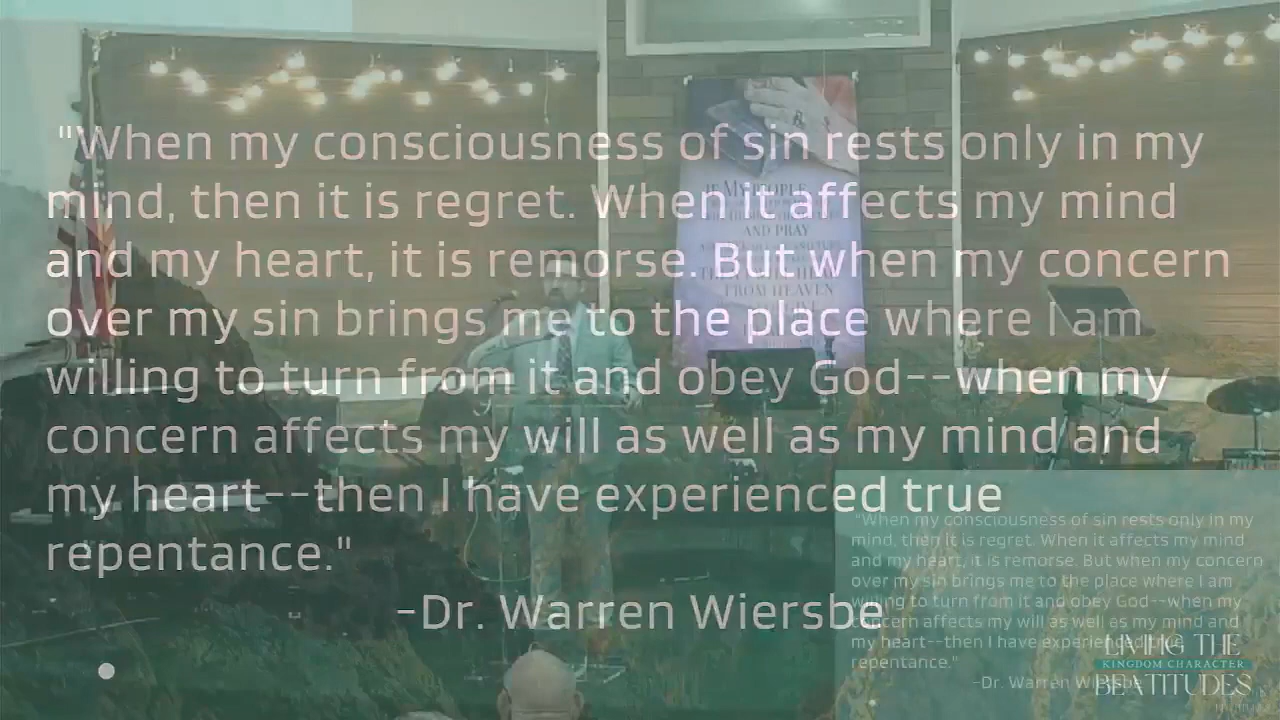 "When my consciousness of sin rests only in my
mind, then it is regret. When it affects my mind
and my heart, it is remorse. But when my concern
over my sin brings me to the place where I am
willing to turn from it and obey God--when my
concern affects my will as well as my mind and
my heart--then I have experienced true
repentance."
-Dr. Warren Wiersbe
IF MY PEOPLE
AND PRAY
FROM HEAVEN
"When my consciousness of sin rests only in my
mind, then it is regret. When it affects my mind
and my heart, it is remorse. But when my concern
over my sin brings me to the place where I am
willing to turn from it and obey God--when my
concern affects my will as well as my mind and
my heart--then I have experienced true
repentance."
-Dr. Warren Wiersbe
LIVING THE
KINGDOM CHARACTER
BEATITUDES